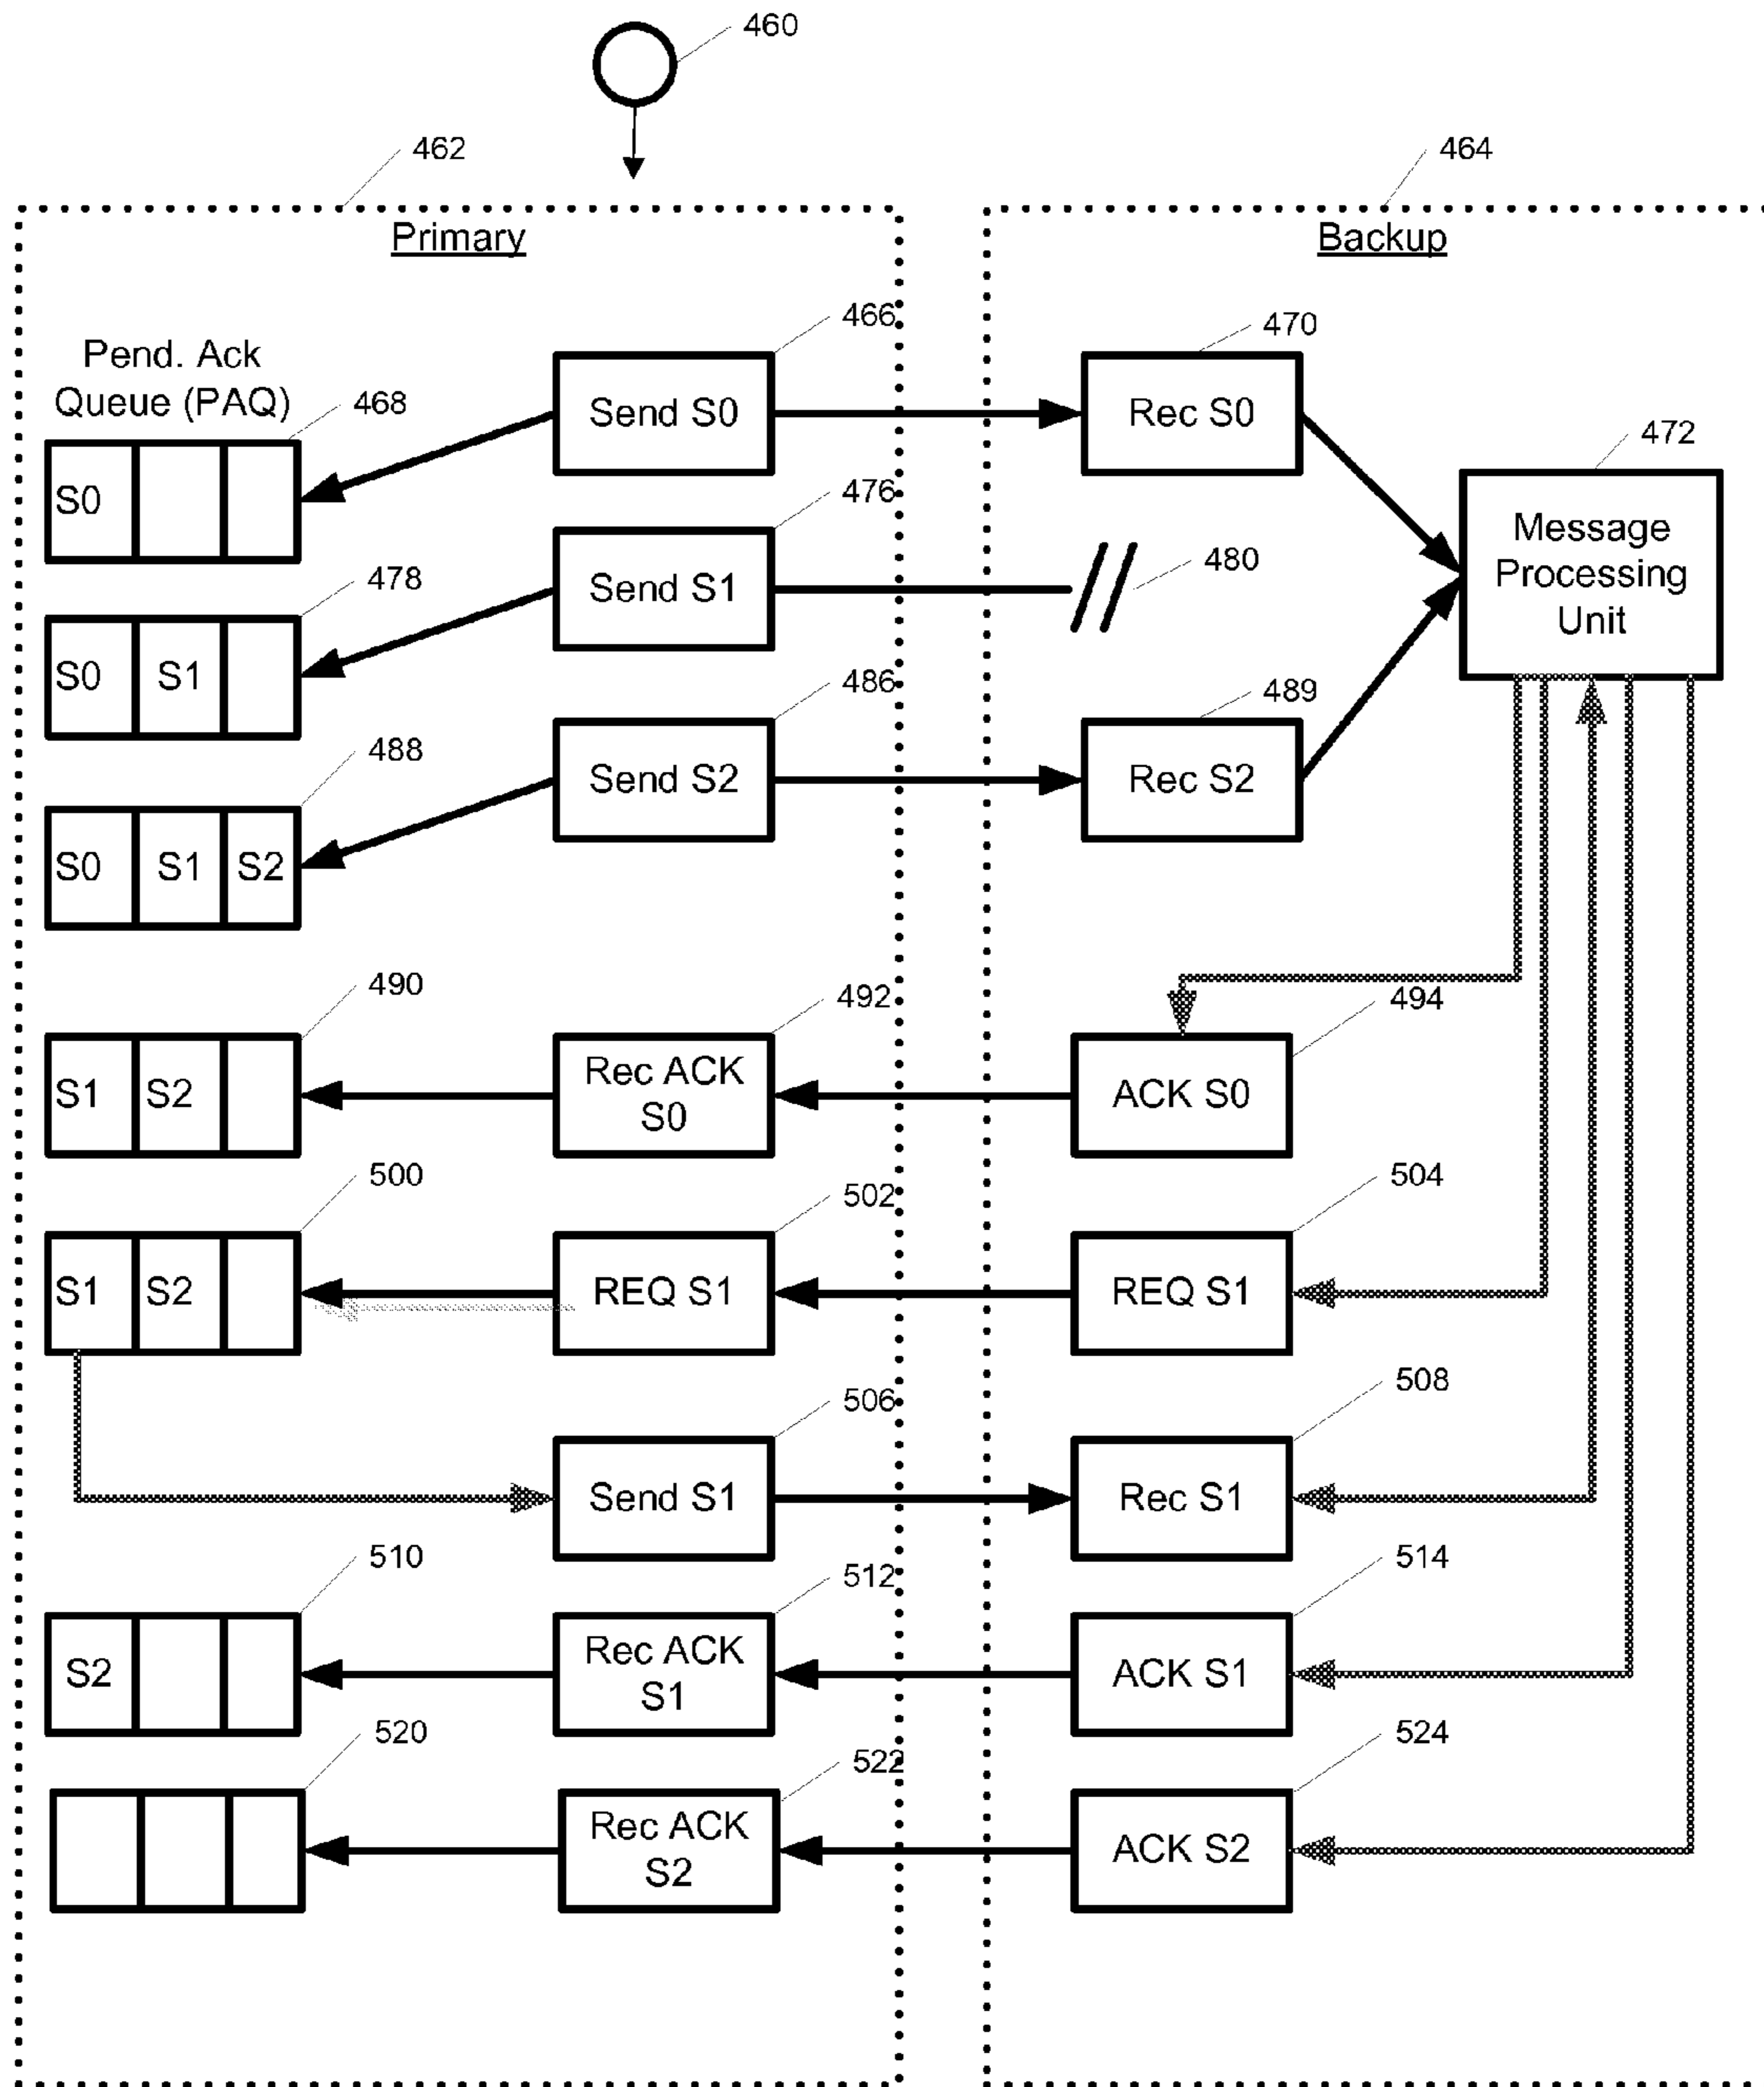 460
462
464
Primary
Backup
466
470
Pend. Ack
Queue (PAQ)
468
Send S0
Rec S0
472
S0
476
Message
Processing
Unit
478
Send S1
480
S0 S1
486
489
488
Send S2
Rec S2
S0 S1 S2
490
492
494
S1 S2
Rec ACK
S0
ACK S0
500
502
504
S1 S2
REQ S1
REQ S1
506
508
Send S1
Rec S1
510
512
514
S2
Rec ACK
S1
ACK S1
520
522
524
Rec ACK
S2
ACK S2